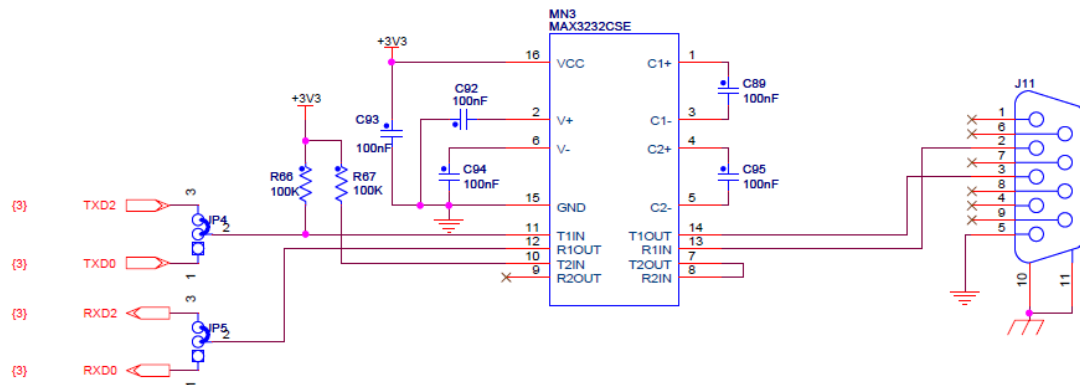 MN3
MAX3232CSE
+3V3
16 VCC C1+ 1
C92
100nF
C89
100nF
J11
+3V3
C93
100nF
2 V+ C1- 3
1
6
6 V- C2+ 4
2
7
R66
100K
R67
100K
C94
100nF
C95
100nF
3
8
3
{3} TXD2
15 GND C2- 5
4
9
JP4
2
11 T1IN T1OUT 14
5
12 R1OUT R1IN 13
{3} TXD0
10 T2IN T2OUT 7
9 R2OUT R2IN 8
1
10
11
3
{3} RXD2
JP5
2
{3} RXD0
1